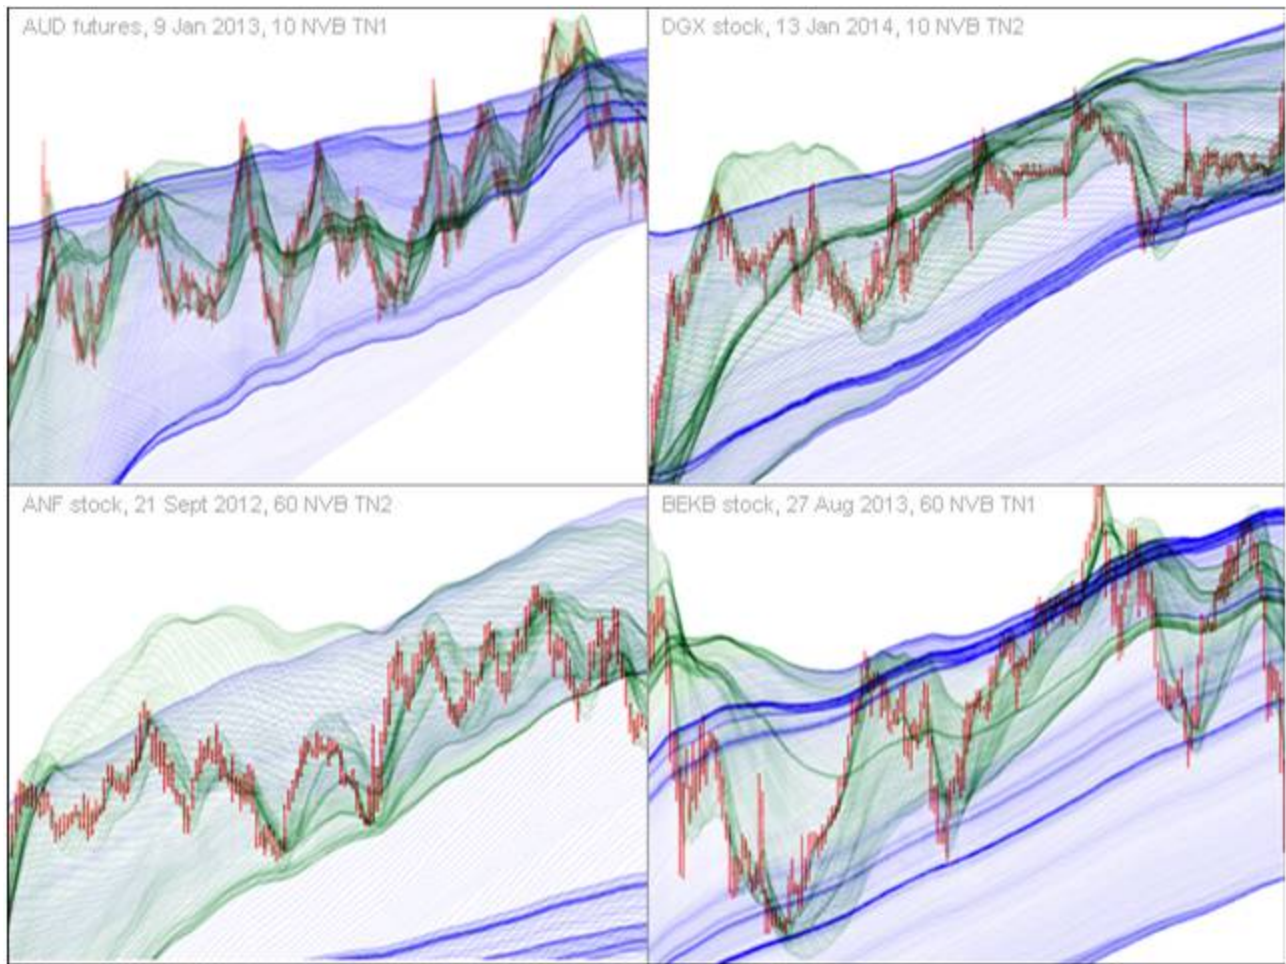 AUD futures, 9 Jan 2013, 10 NVB TN1
DGX stock, 13 Jan 2014, 10 NVB TN2
ANF stock, 21 Sept 2012, 60 NVB TN2
BEKB stock, 27 Aug 2013, 60 NVB TN1